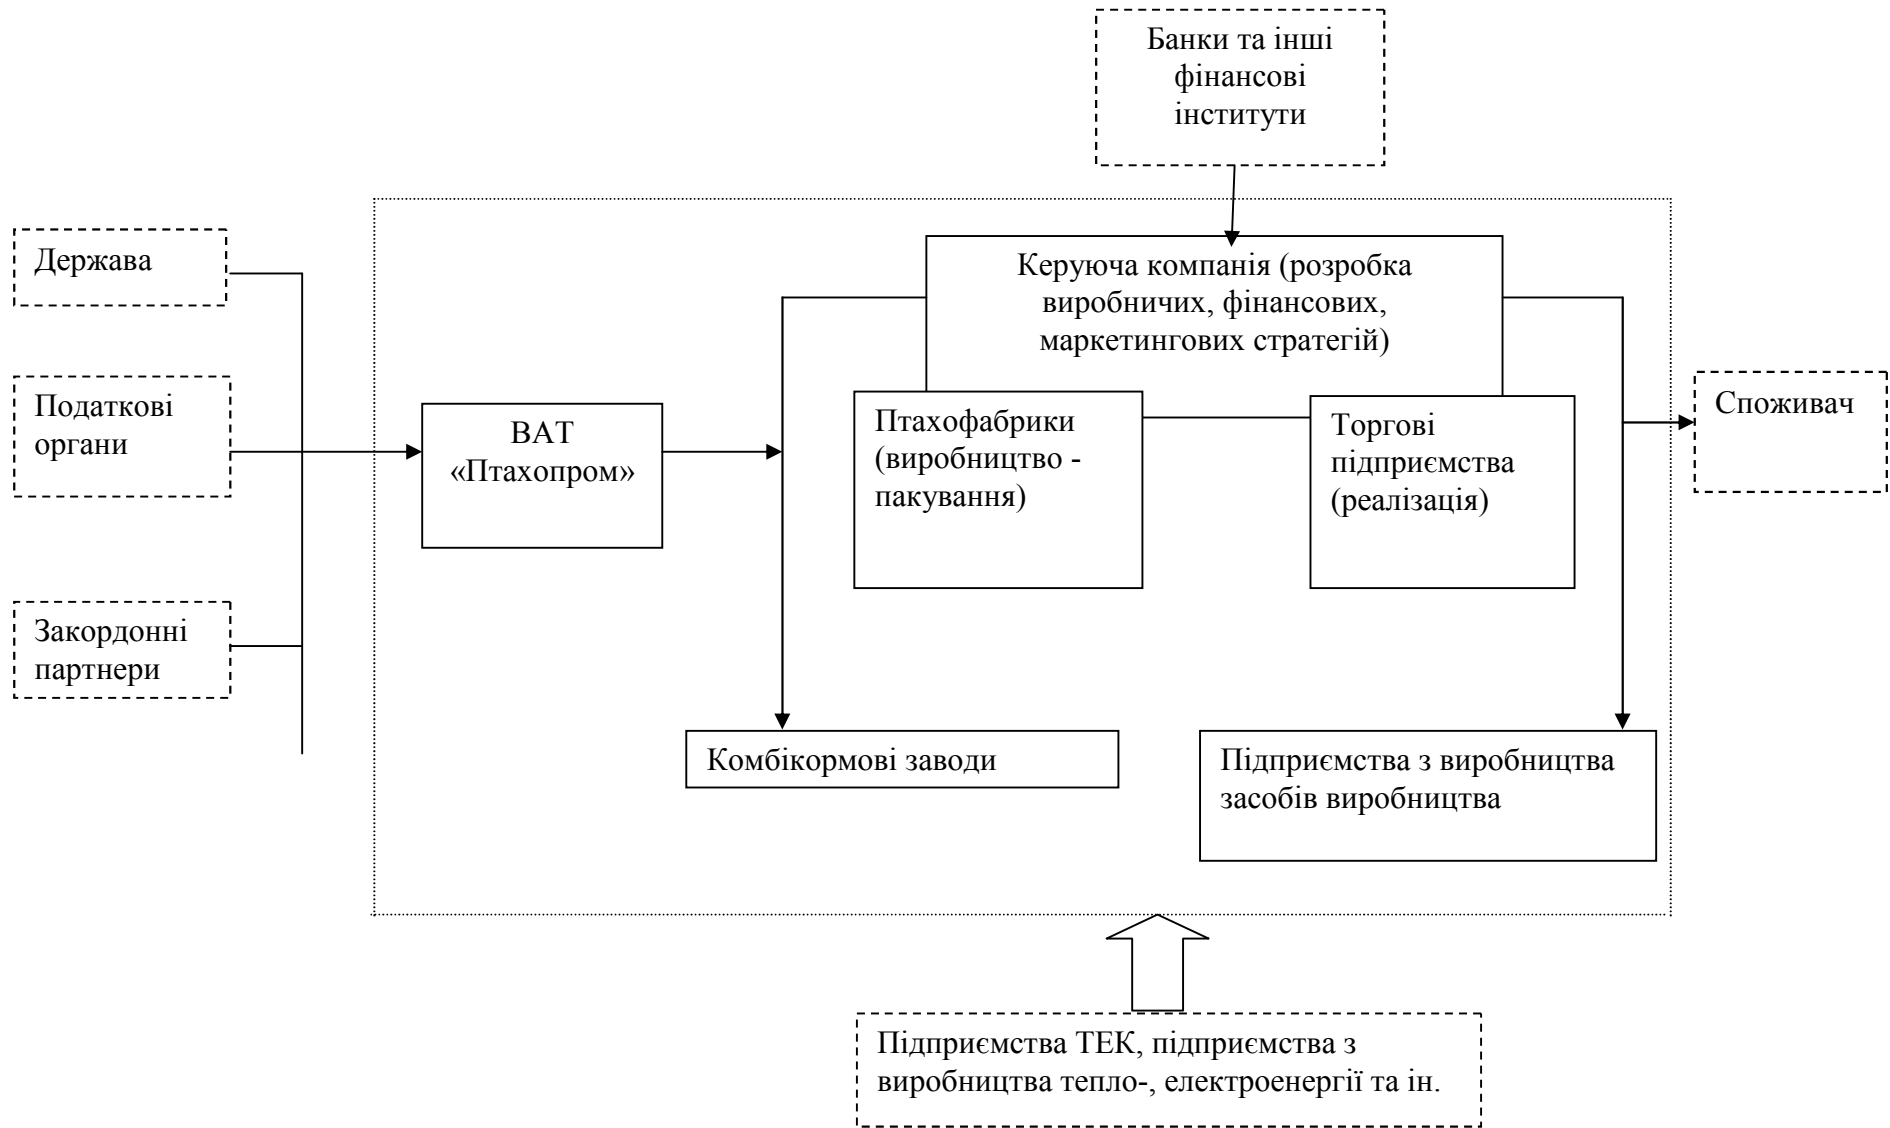 Банки та інші
фінансові
інститути
Держава
Керуюча компанія (розробка
виробничих, фінансових,
маркетингових стратегій)
Податкові
органи
ВАТ
«Птахопром»
Птахофабрики
(виробництво -
пакування)
Торгові
підприємства
(реалізація)
Споживач
Закордонні
партнери
Комбікормові заводи
Підприємства з виробництва
засобів виробництва
Підприємства ТЕК, підприємства з
виробництва тепло-, електроенергії та ін.